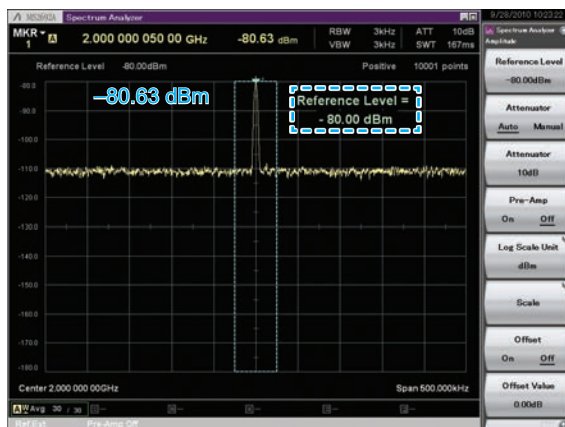 MS2692A Spectrum Analyzer
9/28/2010 10:23:22
MKR 1 A 2.000 000 050 00 GHz -80.63 dBm
RBW 3kHz ATT 10dB
VBW 3kHz SWT 167ms
Reference Level -80.00dBm Positive 10001 points
–80.63 dBm
Reference Level =
- 80.00 dBm
-80.0
-90.0
-100.0
-110.0
-120.0
-130.0
-140.0
-150.0
-160.0
-170.0
-180.0
Center 2.000 000 00GHz Span 500.000kHz
A W Avg 30 / 30
Ref.Ext Pre-Amp Off
Spectrum Analyzer
Amplitude
Reference Level
-80.00dBm
Attenuator
Auto Manual
Attenuator
10dB
Pre-Amp
On Off
Log Scale Unit
dBm
Scale
Offset
On Off
Offset Value
0.00dB